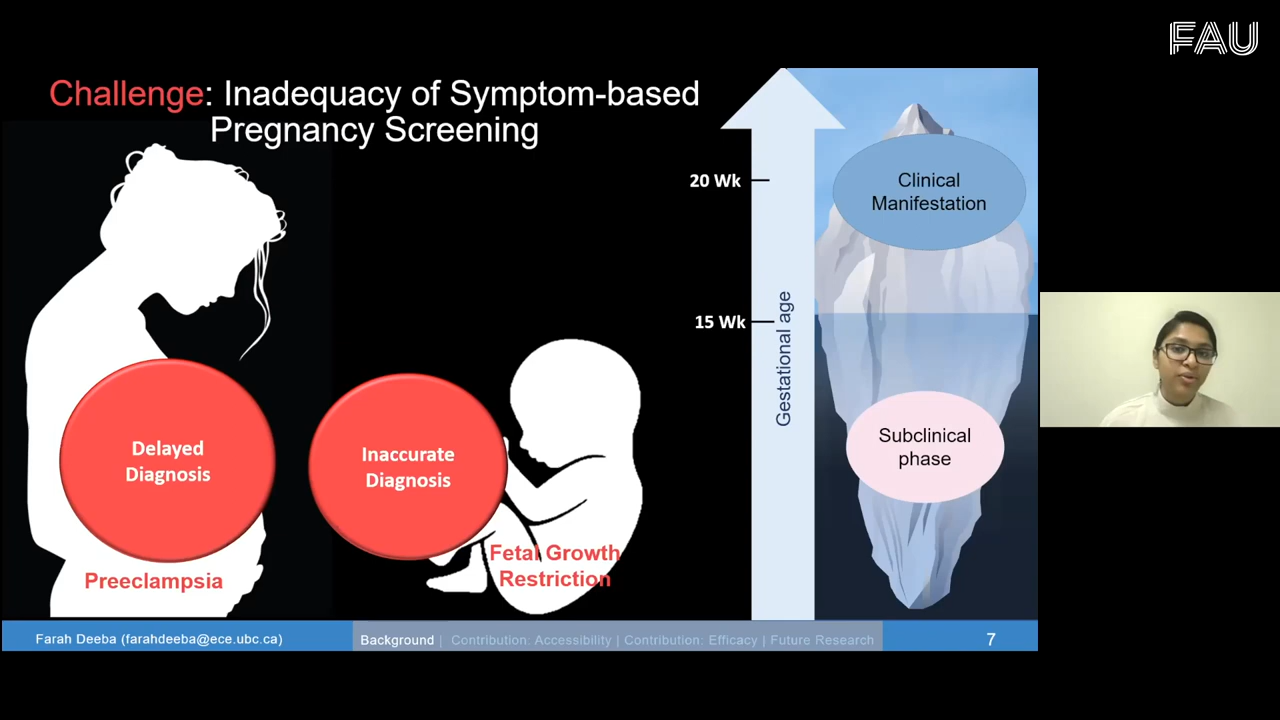 FAU
Challenge: Inadequacy of Symptom-based
Pregnancy Screening
20 Wk
Clinical
Manifestation
15 Wk
Gestational age
Subclinical
phase
Delayed
Diagnosis
Inaccurate
Diagnosis
Preeclampsia
Fetal Growth
Restriction
Farah Deeba (farahdeeba@ece.ubc.ca)
Background | Contribution: Accessibility | Contribution: Efficacy | Future Research
7